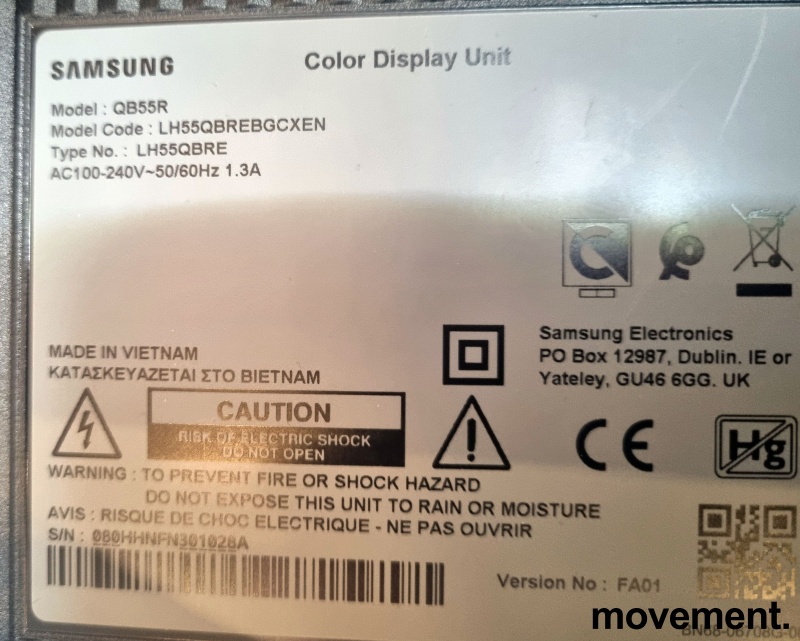 SAMSUNG
Color Display Unit
Model : QB55R
Model Code : LH55QBREBGCXEN
Type No. : LH55QBRE
AC100-240V~50/60Hz 1.3A
MADE IN VIETNAM
ΚΑΤΑΣΚΕΥΑΖΕΤΑΙ ΣΤΟ ΒΙΕΤΝΑΜ
Samsung Electronics
PO Box 12987, Dublin. IE or
Yateley, GU46 6GG. UK
CAUTION
RISK OF ELECTRIC SHOCK
DO NOT OPEN
CE
Hg
WARNING : TO PREVENT FIRE OR SHOCK HAZARD
DO NOT EXPOSE THIS UNIT TO RAIN OR MOISTURE
AVIS : RISQUE DE CHOC ELECTRIQUE - NE PAS OUVRIR
S/N : 080HHNFN301028A
Version No : FA01
movement.